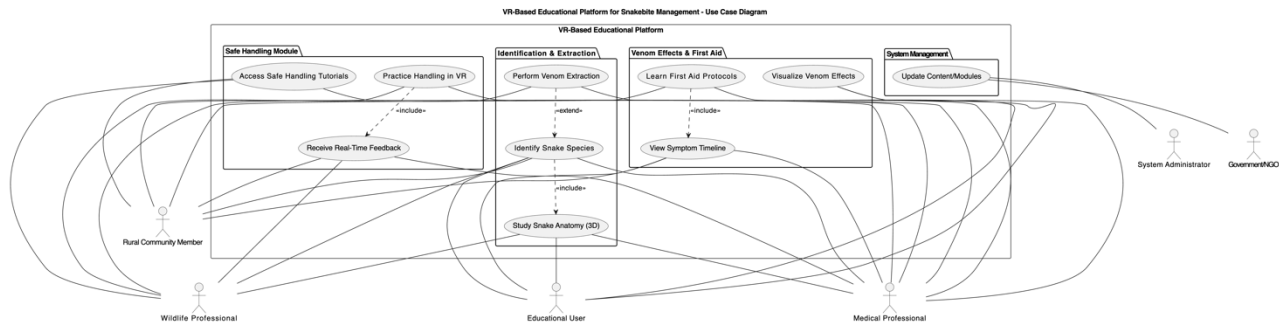 VR-Based Educational Platform for Snakebite Management - Use Case Diagram
VR-Based Educational Platform
Safe Handling Module
Identification & Extraction
Venom Effects & First Aid
System Management
Access Safe Handling Tutorials
Practice Handling in VR
Perform Venom Extraction
Learn First Aid Protocols
Visualize Venom Effects
Update Content/Modules
«include»
«extend»
«include»
Receive Real-Time Feedback
Identify Snake Species
View Symptom Timeline
System Administrator
Government/NGO
«include»
Study Snake Anatomy (3D)
Rural Community Member
Wildlife Professional
Educational User
Medical Professional